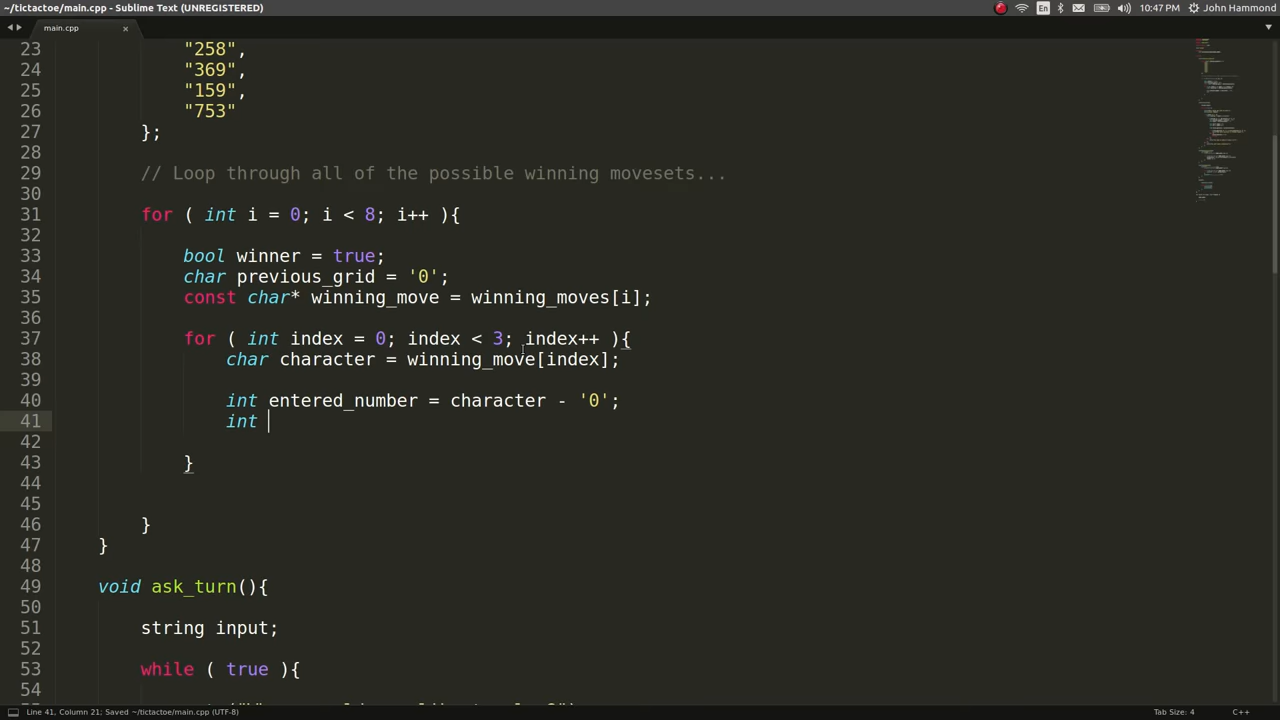 ~/tictactoe/main.cpp - Sublime Text (UNREGISTERED)
En
10:47 PM
John Hammond
main.cpp
×
23 "258",
24 "369",
25 "159",
26 "753"
27 };
28
29 // Loop through all of the possible winning movesets...
30
31 for ( int i = 0; i < 8; i++ ){
32
33 bool winner = true;
34 char previous_grid = '0';
35 const char* winning_move = winning_moves[i];
36
37 for ( int index = 0; index < 3; index++ ){
38 char character = winning_move[index];
39
40 int entered_number = character - '0';
41 int
42
43 }
44
45
46 }
47 }
48
49 void ask_turn(){
50
51 string input;
52
53 while ( true ){
54
Line 41, Column 21; Saved ~/tictactoe/main.cpp (UTF-8)
Tab Size: 4
C++